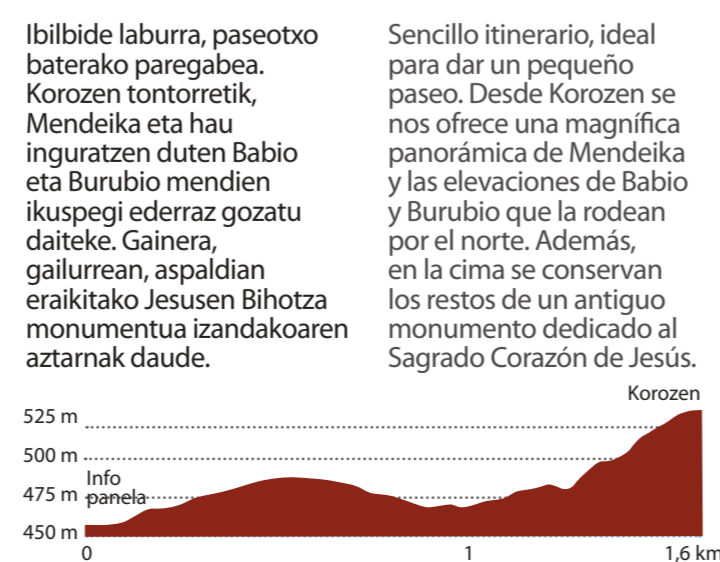 Ibilbide laburra, paseotxo
baterako paregabea.
Korozen tontorretik,
Mendeika eta hau
inguratzen duten Babio
eta Burubio mendien
ikuspegi ederraz gozatu
daiteke. Gainera,
gailurrean, aspaldian
eraikitako Jesusen Bihotza
monumentua izandakoaren
aztarnak daude.
Sencillo itinerario, ideal
para dar un pequeño
paseo. Desde Korozen se
nos ofrece una magnífica
panorámica de Mendeika
y las elevaciones de Babio
y Burubio que la rodean
por el norte. Además,
en la cima se conservan
los restos de un antiguo
monumento dedicado al
Sagrado Corazón de Jesús.
Korozen
525 m
500 m
Info
panela
475 m
450 m
0
1
1,6 km